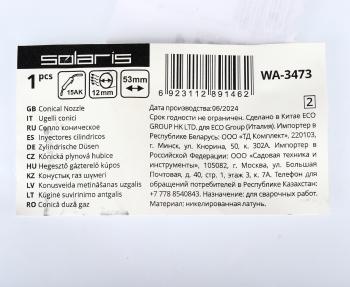 solaris
1 pcs
15AK
12mm
53mm
6 923112 891462
WA-3473
2
GB Conical Nozzle
IT Ugelli conici
RU Сопло коническое
ES Inyectores cilíndricos
DE Zylindrische Düsen
CZ Kónická plynová hubice
HU Hegesztő gázterelő kúpos
KZ Конустық газ шүмегі
LV Konusveida metināšanas uzgalis
LT Kūginė suvirinimo antgalis
RO Conică duză gaz
Дата производства:06/2024
Срок годности не ограничен. Сделано в Китае ECO
GROUP HK LTD. для ECO Group (Италия). Импортер в
Республику Беларусь: ООО «ТД Комплект», 220103,
г. Минск, ул. Кнорина, 50, к. 302А. Импортер в
Российскую Федерацию: ООО «Садовая техника и
инструменты», 105082, г. Москва, ул. Большая
Почтовая, д. 40, стр. 1, этаж 3, к. 7А. Телефон для
обращений потребителей в Республике Казахстан:
+7 778 8540843. Назначение: для сварочных работ.
Материал: никелированная латунь.